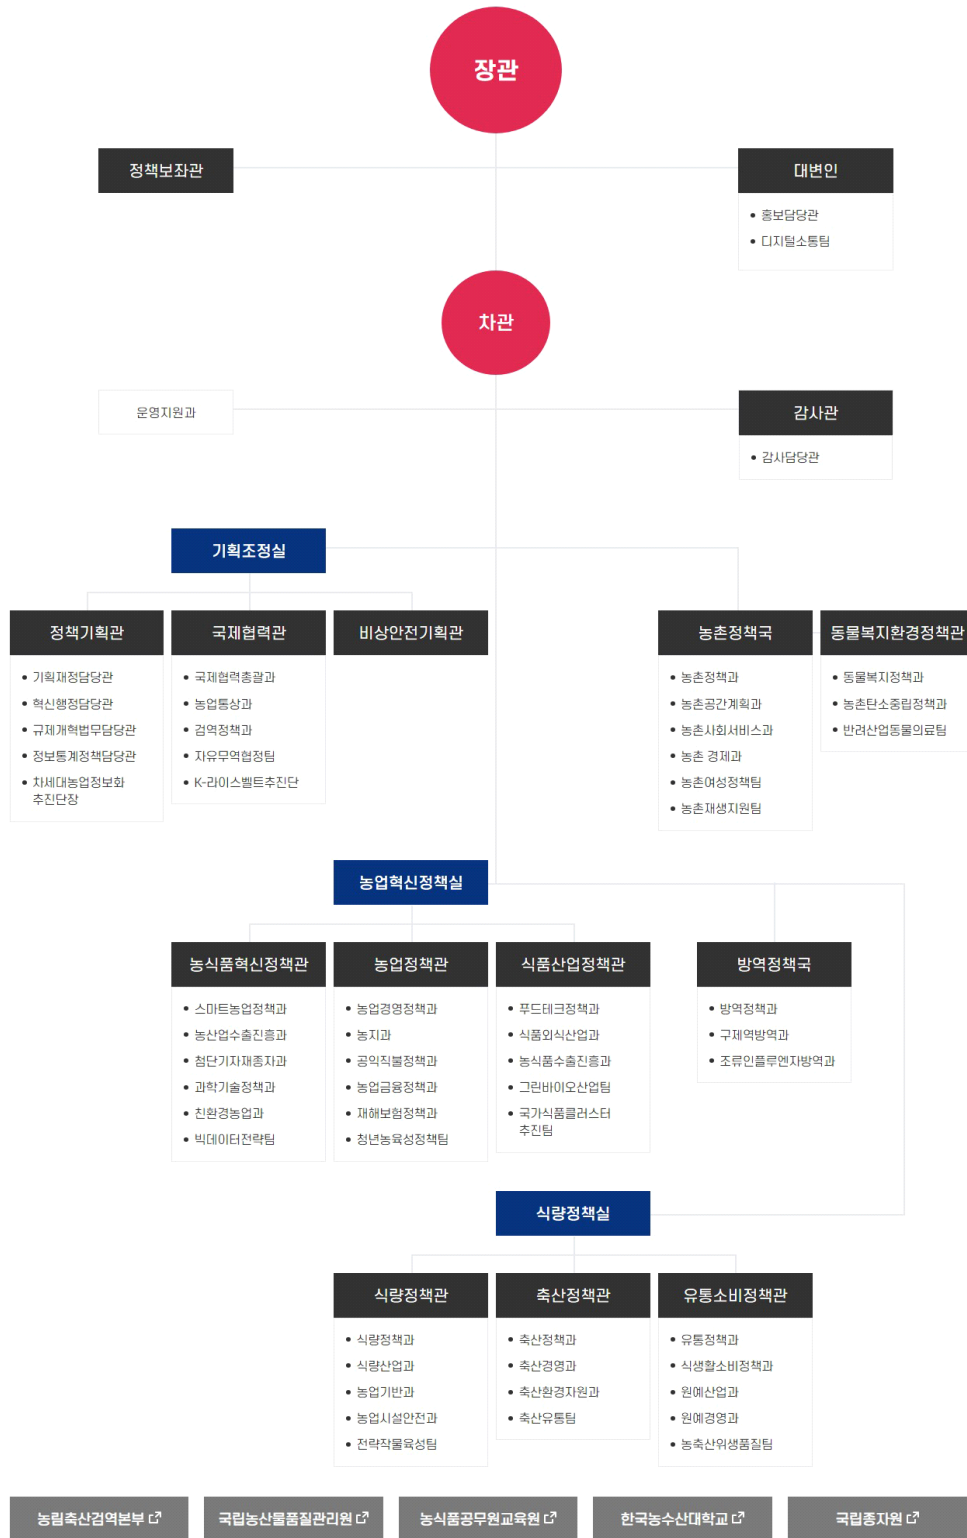 장관
정책보좌관
대변인
홍보담당관
디지털소통팀
차관
운영지원과
감사관
감사담당관
기획조정실
정책기획관
기획재정담당관
혁신행정담당관
규제개혁법무담당관
정보통계정책담당관
차세대농업정보화
추진단장
국제협력관
국제협력총괄과
농업통상과
검역정책과
자유무역협정팀
K-라이스벨트추진단
비상안전기획관
농촌정책국
농촌정책과
농촌공간계획과
농촌사회서비스과
농촌 경제과
농촌여성정책팀
농촌재생지원팀
동물복지환경정책관
동물복지정책과
농촌탄소중립정책과
반려산업동물의료팀
농업혁신정책실
농식품혁신정책관
스마트농업정책과
농산업수출진흥과
첨단기자재종자과
과학기술정책과
친환경농업과
빅데이터전략팀
농업정책관
농업경영정책과
농지과
공익직불정책과
농업금융정책과
재해보험정책과
청년농육성정책팀
식품산업정책관
푸드테크정책과
식품외식산업과
농식품수출진흥과
그린바이오산업팀
국가식품클러스터
추진팀
방역정책국
방역정책과
구제역방역과
조류인플루엔자방역과
식량정책실
식량정책관
식량정책과
식량산업과
농업기반과
농업시설안전과
전략작물육성팀
축산정책관
축산정책과
축산경영과
축산환경자원과
축산유통팀
유통소비정책관
유통정책과
식생활소비정책과
원예산업과
원예경영과
농축산위생품질팀
농림축산검역본부
국립농산물품질관리원
농식품공무원교육원
한국농수산대학교
국립종자원